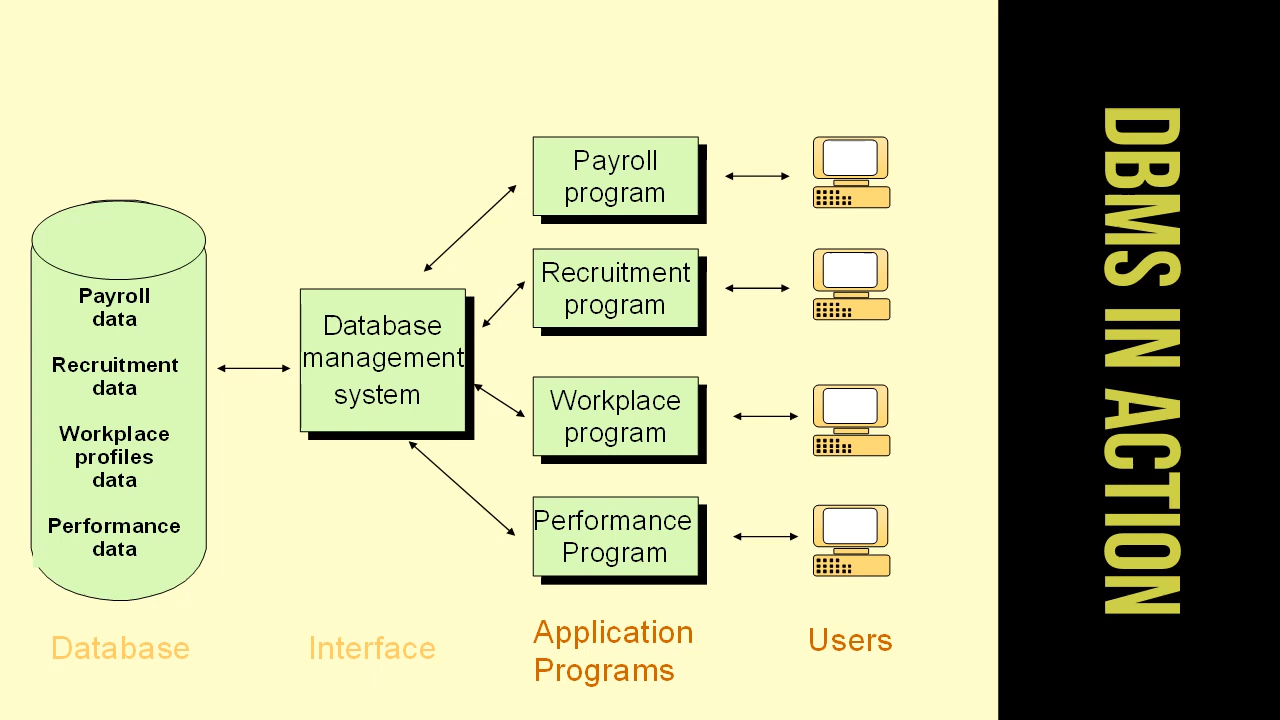 Payroll
data
Recruitment
data
Workplace
profiles
data
Performance
data
Database
management
system
Payroll
program
Recruitment
program
Workplace
program
Performance
Program
Database
Interface
Application
Programs
Users
DBMS IN ACTION